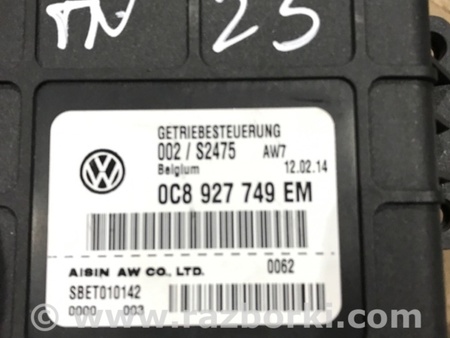 TN 25
GETRIEBESTEUERUNG
002 / S2475 AW7
Belgium 12.02.14
0C8 927 749 EM
AISIN AW CO., LTD. 0062
SBET010142
0000 003
www.razborki.com